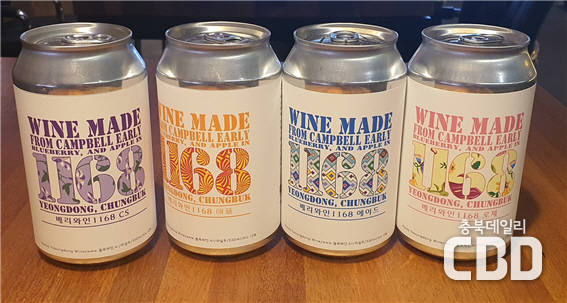 WINE MADE
FROM CAMPBELL EARLY
BLUEBERRY, AND APPLE IN
1168
YEONGDONG, CHUNGBUK
베리와인1168 CS
WINE MADE
FROM CAMPBELL EARLY
BLUEBERRY, AND APPLE IN
1168
YEONGDONG, CHUNGBUK
베리와인1168 애플
WINE MADE
FROM CAMPBELL EARLY
BLUEBERRY, AND APPLE IN
1168
YEONGDONG, CHUNGBUK
베리와인1168 에이드
WINE MADE
FROM CAMPBELL EARLY
BLUEBERRY, AND APPLE IN
1168
YEONGDONG, CHUNGBUK
베리와인1168 로제
충북데일리
CBD